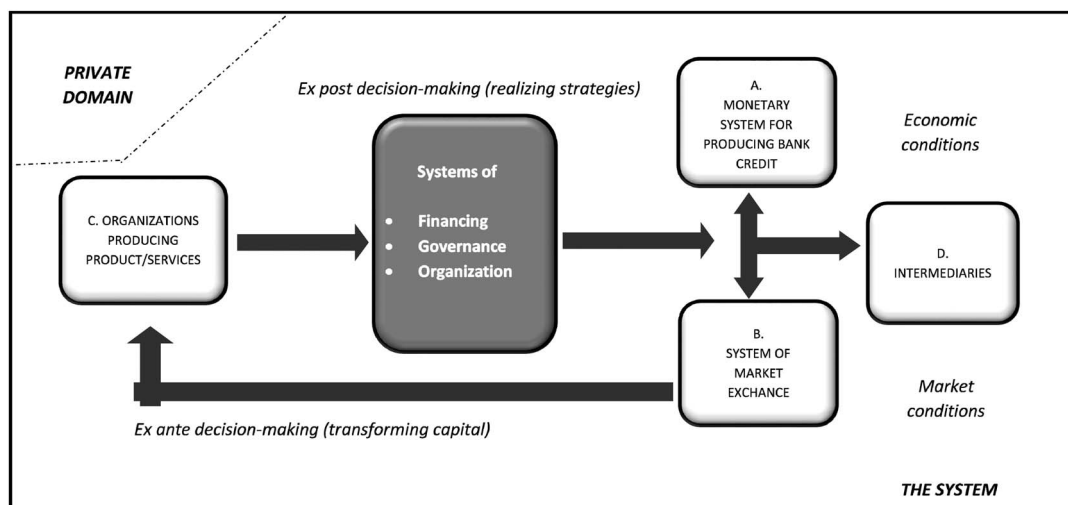 PRIVATE
DOMAIN
Ex post decision-making (realizing strategies)
A.
MONETARY
SYSTEM FOR
PRODUCING BANK
CREDIT
Economic
conditions
Systems of
• Financing
• Governance
• Organization
C. ORGANIZATIONS
PRODUCING
PRODUCT/SERVICES
D.
INTERMEDIARIES
B.
SYSTEM OF
MARKET
EXCHANGE
Market
conditions
Ex ante decision-making (transforming capital)
THE SYSTEM